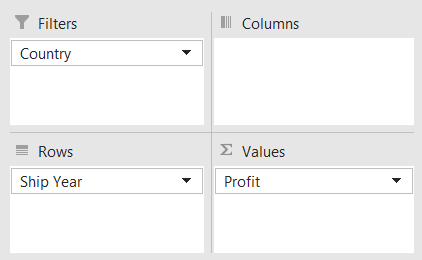 Filters
Columns
Country
Rows
Values
Ship Year
Profit